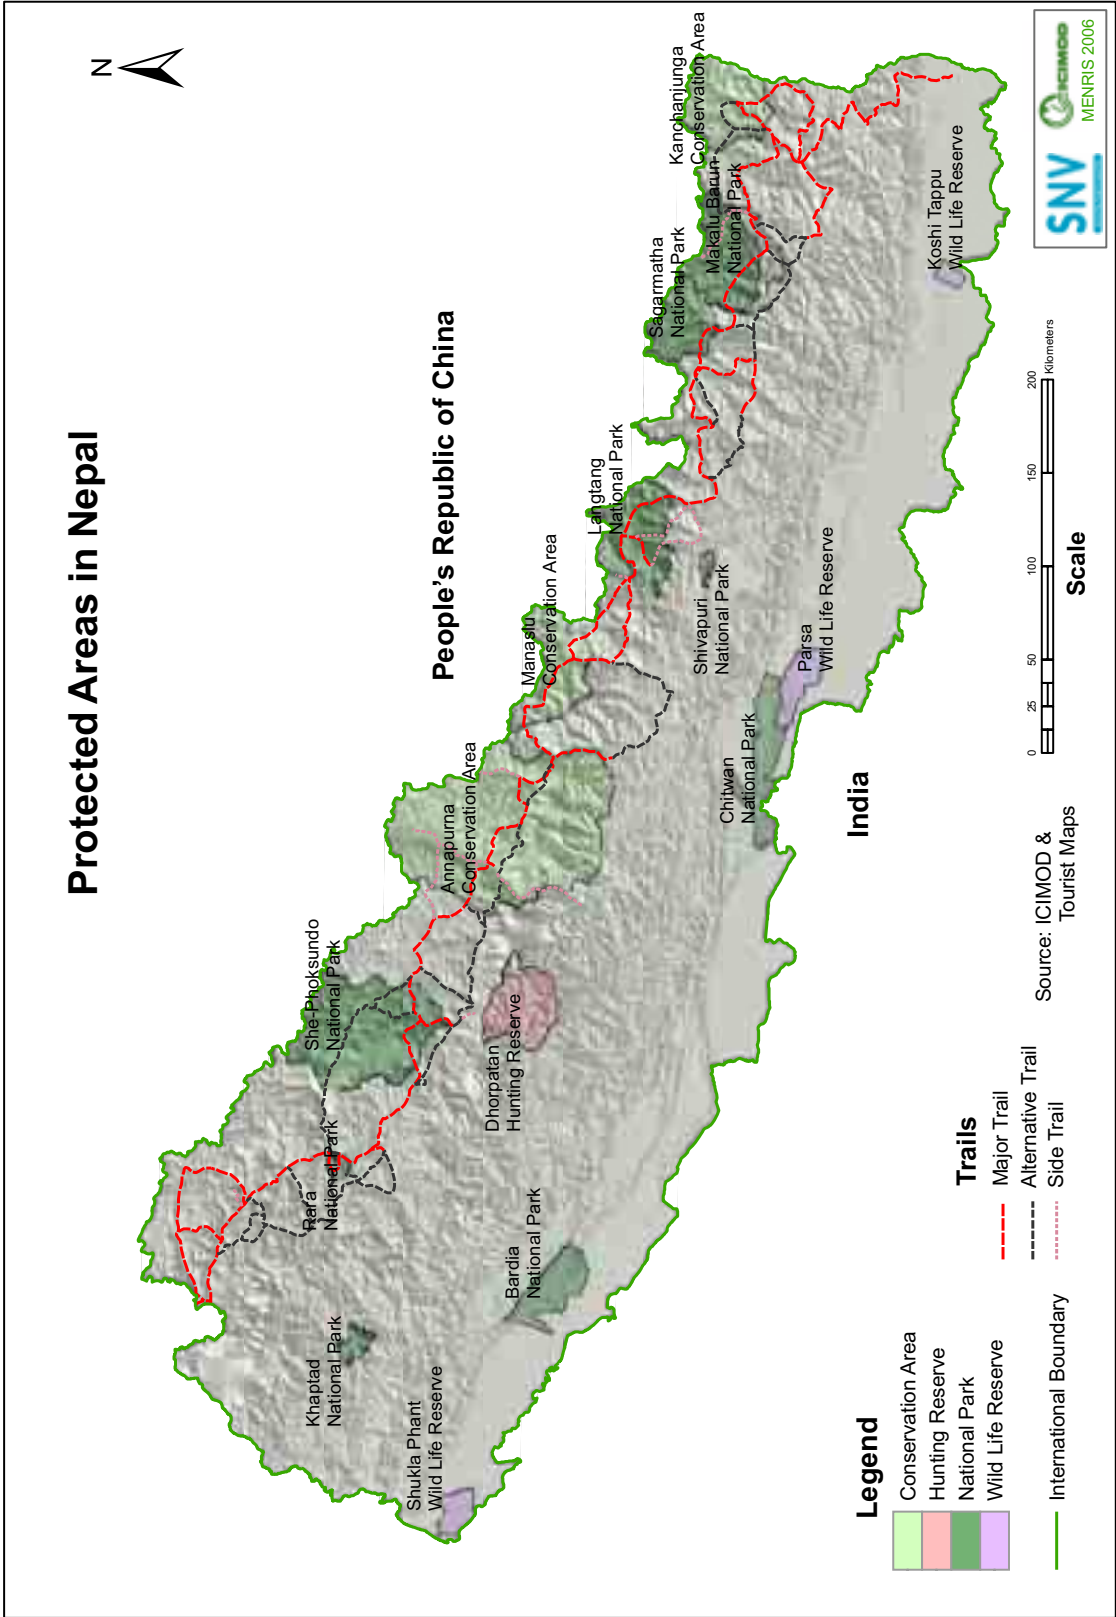 Protected Areas in Nepal
N
People's Republic of China
Khaptad
National Park
Shukla Phant
Wild Life Reserve
Rara
National Park
Bardia
National Park
She-Phoksundo
National Park
Dhorpatan
Hunting Reserve
Annapurna
Conservation Area
Manaslu
Conservation Area
Langtang
National Park
Shivapuri
National Park
Chitwan
National Park
Parsa
Wild Life Reserve
Sagarmatha
National Park
Makalu Barun
National Park
Kanohanjunga
Conservation Area
Koshi Tappu
Wild Life Reserve
India
Legend
Conservation Area
Hunting Reserve
National Park
Wild Life Reserve
International Boundary
Trails
Major Trail
Alternative Trail
Side Trail
Source: ICIMOD &
Tourist Maps
0 25 50 100 150 200
Kilometers
Scale
SNV
ICIMOD
MENRIS 2006